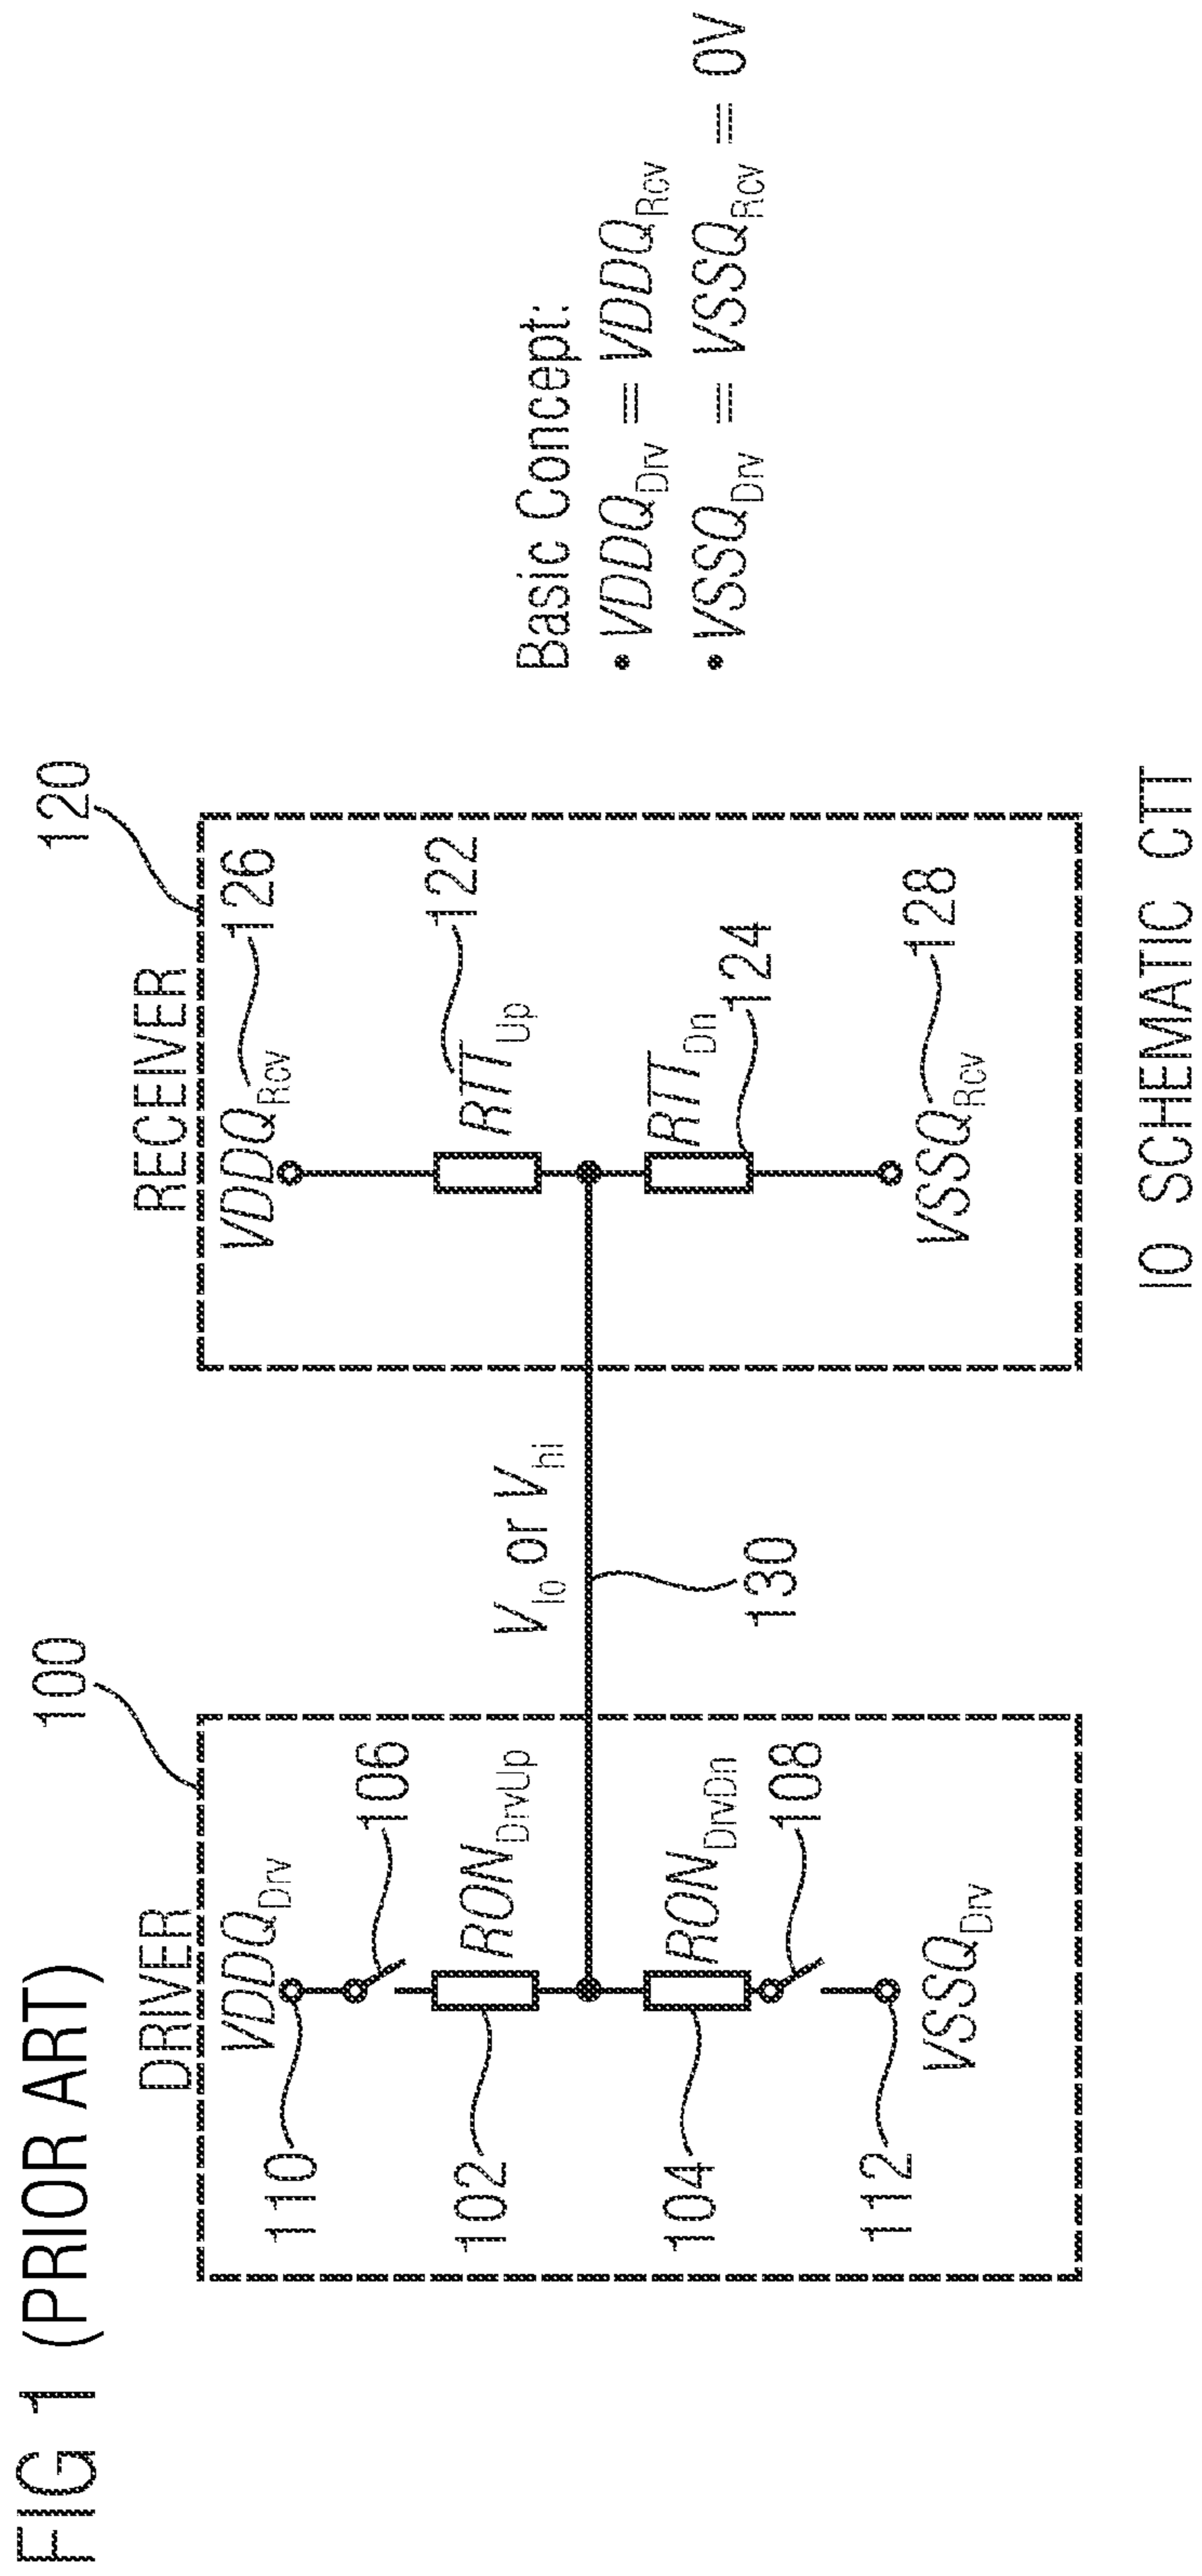 FIG 1 (PRIOR ART)
100
120
DRIVER
RECEIVER
VDDQDrv
VDDQRcv
126
110
106
102
RONDrvUp
RTTUp
122
Vlo or Vhi
130
104
RONDrvDn
RTTDn
124
108
112
VSSQDrv
VSSQRcv
128
Basic Concept:
• VDDQDrv = VDDQRcv
• VSSQDrv = VSSQRcv = 0V
IO SCHEMATIC CTT